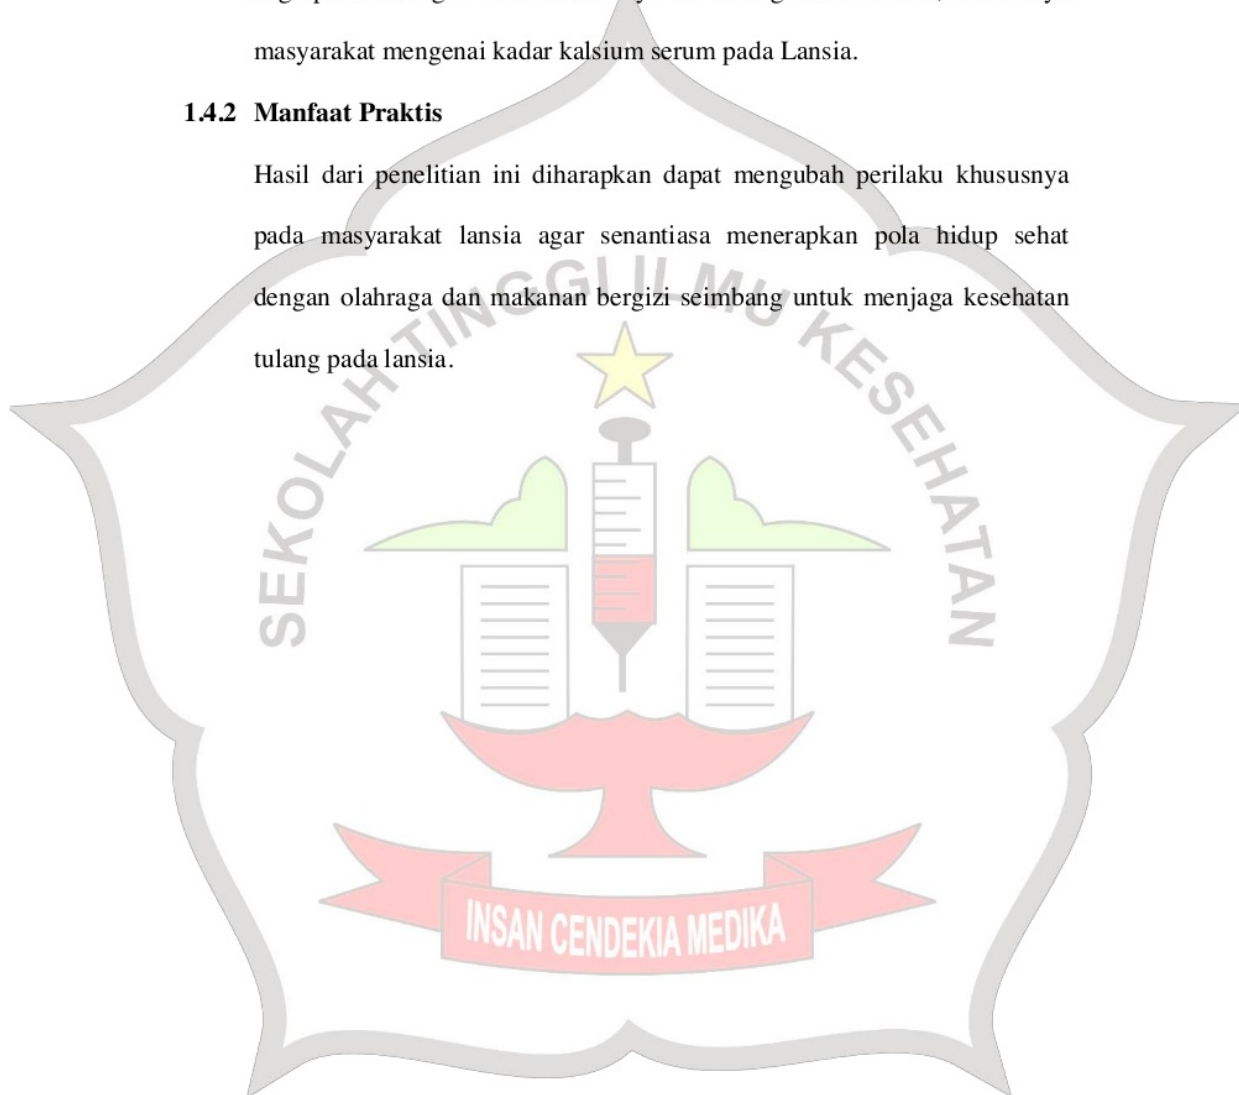 masyarakat mengenai kadar kalsium serum pada Lansia.
1.4.2 Manfaat Praktis
Hasil dari penelitian ini diharapkan dapat mengubah perilaku khususnya
pada masyarakat lansia agar senantiasa menerapkan pola hidup sehat
dengan olahraga dan makanan bergizi seimbang untuk menjaga kesehatan
tulang pada lansia.
SEKOLAH TINGGI ILMU KESEHATAN
INSAN CENDEKIA MEDIKA